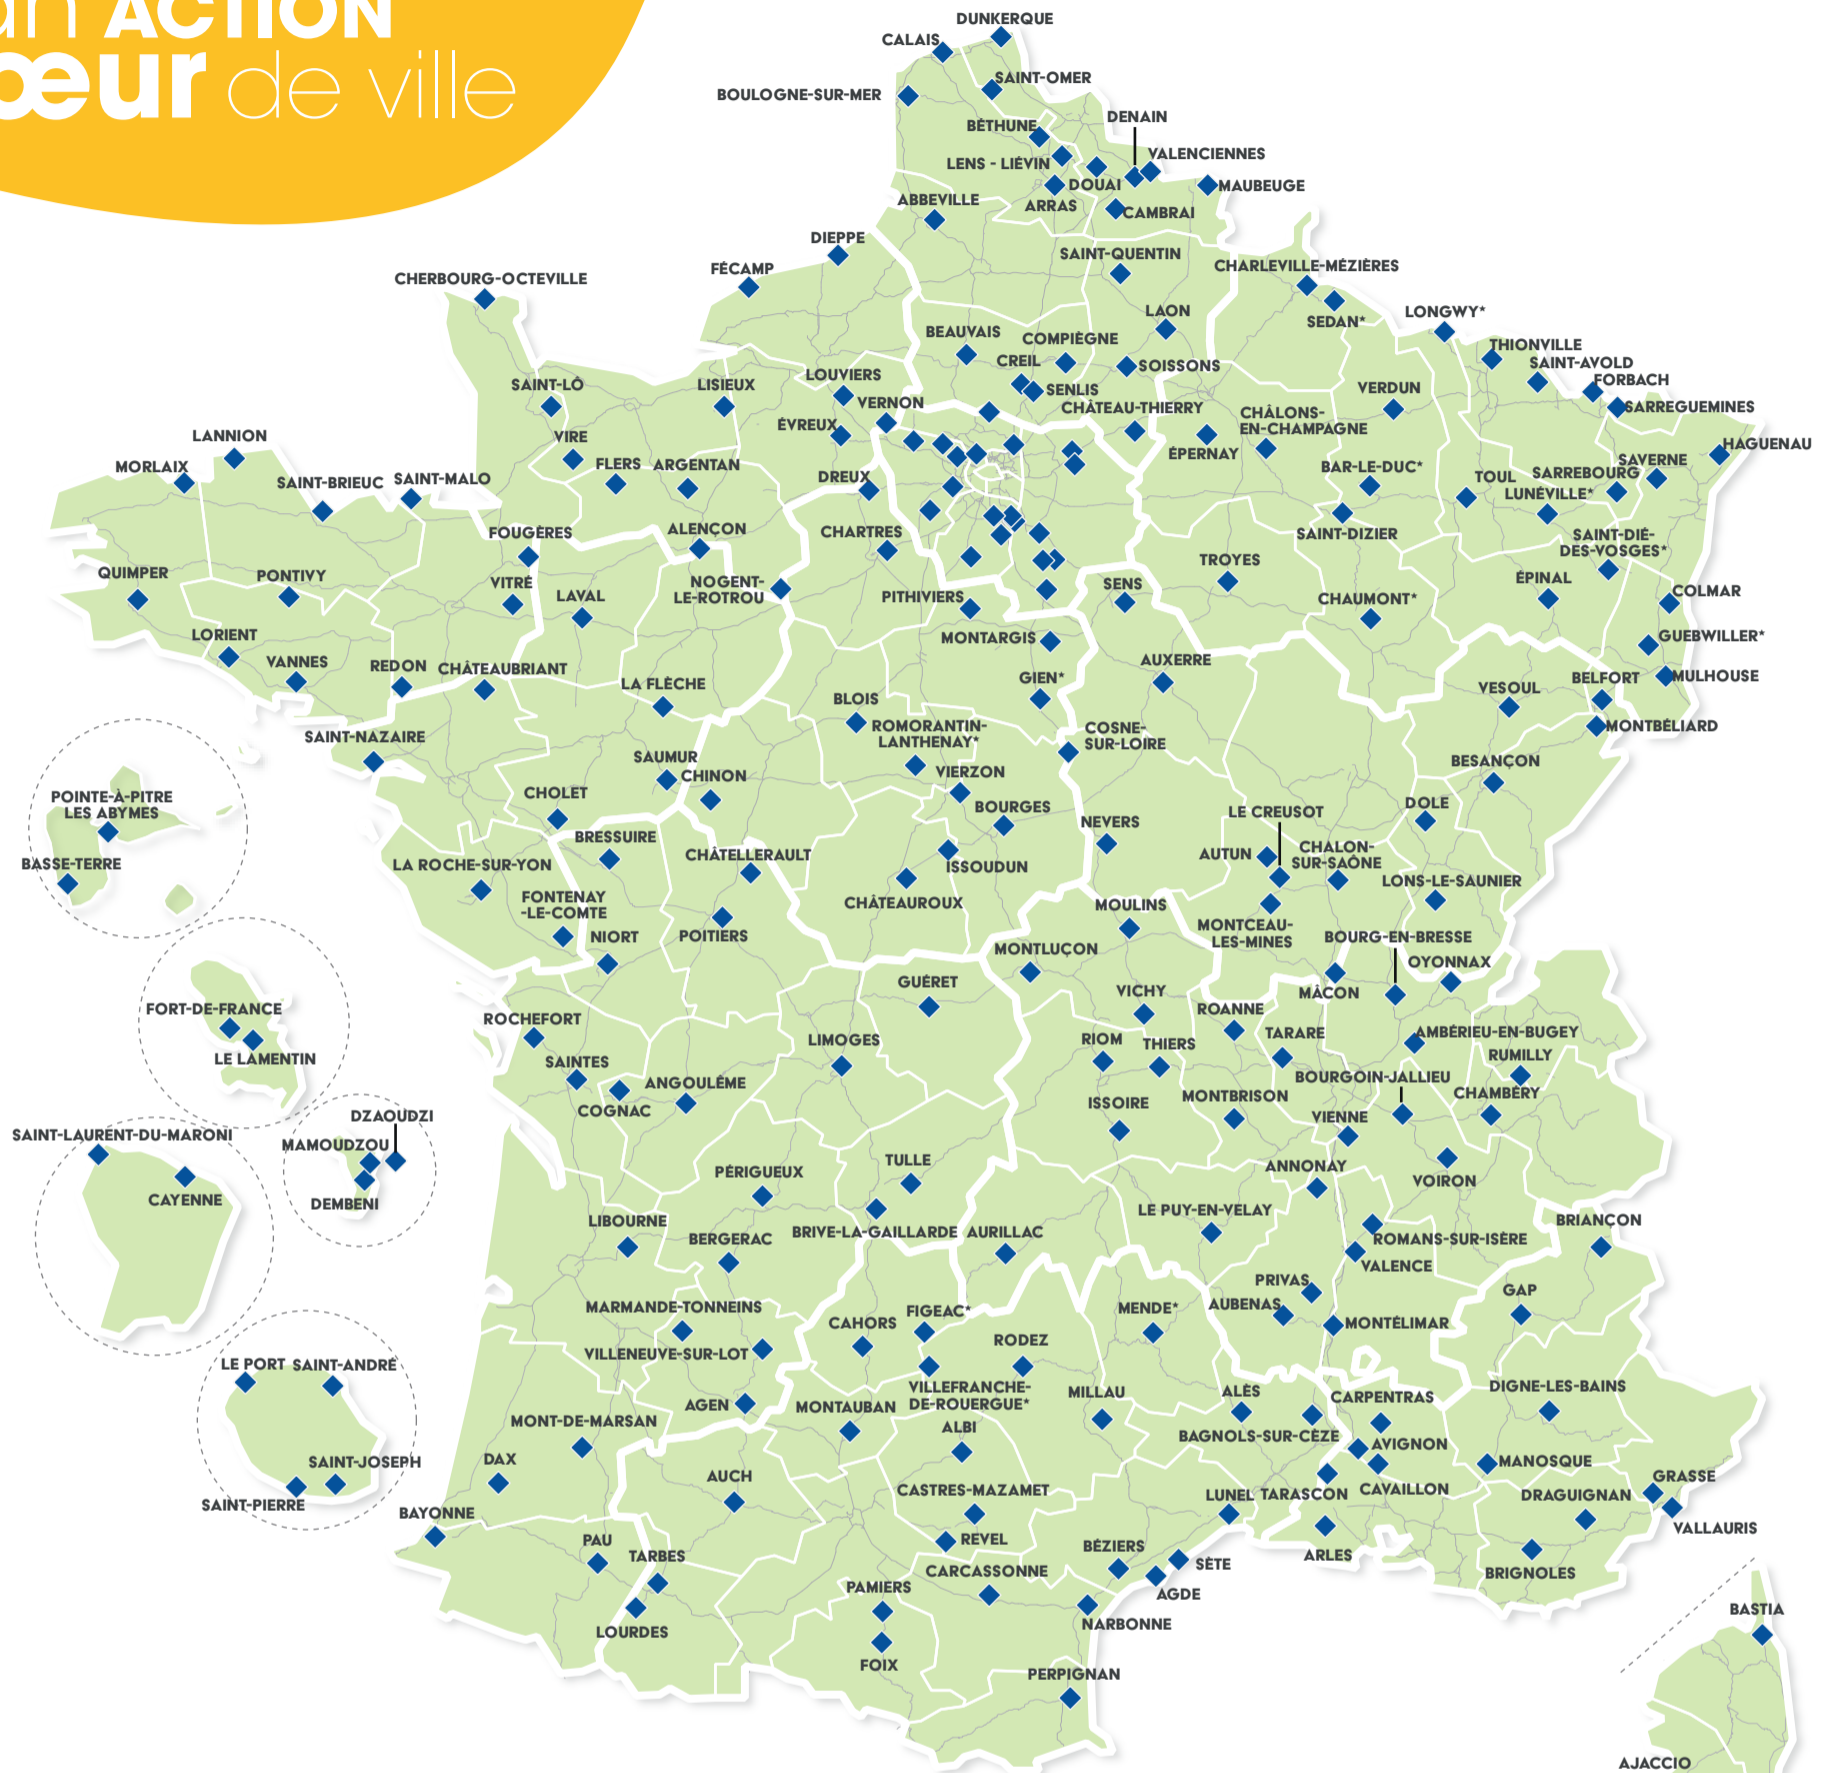 an ACTION
cœur de ville
DUNKERQUE
CALAIS
SAINT-OMER
BOULOGNE-SUR-MER
DENAIN
BÉTHUNE
VALENCIENNES
LENS - LIÉVIN
DOUAI
MAUBEUGE
ABBEVILLE
ARRAS
CAMBRAI
DIEPPE
SAINT-QUENTIN
FÉCAMP
CHARLEVILLE-MÉZIÈRES
CHERBOURG-OCTEVILLE
LAON
SEDAN*
LONGWY*
BEAUVAIS
COMPIÈGNE
THIONVILLE
CREIL
SOISSONS
SAINT-AVOLD
SAINT-LÔ
LISIEUX
LOUVIERS
SENLIS
VERDUN
FORBACH
VERNON
CHÂTEAU-THIERRY
CHÂLONS-
EN-CHAMPAGNE
SARREGUEMINES
ÉVREUX
LANNION
VIRE
ÉPERNAY
HAGUENAU
MORLAIX
FLERS
ARGENTAN
BAR-LE-DUC*
SAVERNE
SAINT-BRIEUC
SAINT-MALO
DREUX
TOUL
SARREBOURG
LUNÉVILLE*
FOUGÈRES
ALENÇON
CHARTRES
SAINT-DIZIER
SAINT-DIÉ-
DES-VOSGES*
QUIMPER
PONTIVY
VITRÉ
LAVAL
NOGENT-
LE-ROTROU
PITHIVIERS
SENS
TROYES
ÉPINAL
COLMAR
CHAUMONT*
LORIENT
MONTARGIS
GUEBWILLER*
VANNES
REDON
CHÂTEAUBRIANT
LA FLÈCHE
GIEN*
AUXERRE
VESOUL
BELFORT
MULHOUSE
BLOIS
ROMORANTIN-
LANTHENAY*
COSNE-
SUR-LOIRE
MONTBÉLIARD
SAINT-NAZAIRE
SAUMUR
CHINON
VIERZON
BESANÇON
POINTE-À-PITRE
LES ABYMES
CHOLET
BOURGES
NEVERS
LE CREUSOT
DOLE
BASSE-TERRE
LA ROCHE-SUR-YON
BRESSUIRE
CHÂTELLERAULT
ISSOUDUN
AUTUN
CHALON-
SUR-SAÔNE
LONS-LE-SAUNIER
FONTENAY
-LE-COMTE
CHÂTEAUROUX
MOULINS
MONTCEAU-
LES-MINES
NIORT
POITIERS
MONTLUÇON
BOURG-EN-BRESSE
OYONNAX
GUÉRET
VICHY
MÂCON
FORT-DE-FRANCE
ROCHEFORT
ROANNE
TARARE
AMBÉRIEU-EN-BUGEY
LE LAMENTIN
SAINTES
LIMOGES
RIOM
THIERS
RUMILLY
COGNAC
ANGOULÊME
BOURGOIN-JALLIEU
CHAMBÉRY
ISSOIRE
MONTBRISON
VIENNE
DZAOUDZI
SAINT-LAURENT-DU-MARONI
MAMOUDZOU
CAYENNE
DEMBENI
PÉRIGUEUX
TULLE
ANNONAY
VOIRON
LIBOURNE
BERGERAC
BRIVE-LA-GAILLARDE
AURILLAC
LE PUY-EN-VELAY
ROMANS-SUR-ISÈRE
BRIANÇON
VALENCE
MARMANDE-TONNEINS
CAHORS
FIGEAC*
RODEZ
MENDE*
PRIVAS
AUBENAS
MONTÉLIMAR
GAP
LE PORT
SAINT-ANDRÉ
VILLENEUVE-SUR-LOT
VILLEFRANCHE-
DE-ROUERGUE*
MILLAU
ALÈS
CARPENTRAS
DIGNE-LES-BAINS
AGEN
MONTAUBAN
ALBI
MONT-DE-MARSAN
BAGNOLS-SUR-CÈZE
AVIGNON
SAINT-JOSEPH
DAX
AUCH
MANOSQUE
SAINT-PIERRE
CASTRES-MAZAMET
LUNEL
TARASCON
CAVAILLON
GRASSE
DRAGUIGNAN
BAYONNE
PAU
TARBES
REVEL
BÉZIERS
SÈTE
ARLES
VALLAURIS
BRIGNOLES
PAMIERS
CARCASSONNE
AGDE
LOURDES
NARBONNE
BASTIA
FOIX
PERPIGNAN
AJACCIO